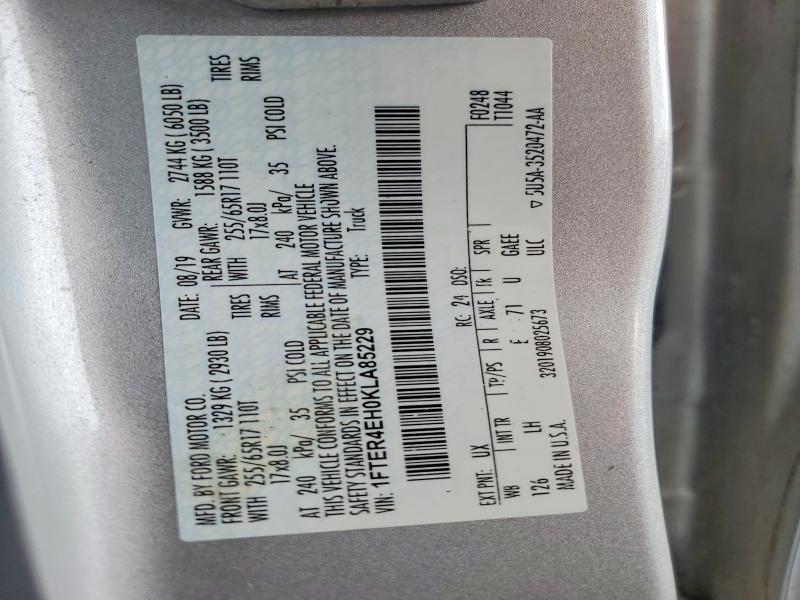 MFD. BY FORD MOTOR CO.
DATE: 08/19 GVWR: 2744 KG ( 6050 LB)
FRONT GAWR: 1329 KG ( 2930 LB) REAR GAWR: 1588 KG ( 3500 LB)
WITH 255/65R17 110T TIRES WITH 255/65R17 110T TIRES
17x8.0J RIMS 17x8.0J RIMS
AT 240 kPa/ 35 PSI COLD AT 240 kPa/ 35 PSI COLD
THIS VEHICLE CONFORMS TO ALL APPLICABLE FEDERAL MOTOR VEHICLE
SAFETY STANDARDS IN EFFECT ON THE DATE OF MANUFACTURE SHOWN ABOVE.
VIN: 1FTER4EH0KLA85229 TYPE: Truck
EXT PNT: UX RC: 24 DSO: F0248
WB INT TR TP/PS R AXLE TR SPR T1044
126 LH E :71 U GAEE
MADE IN U.S.A. 3201908025673 ULC ▽ 5U5A-3520472-AA